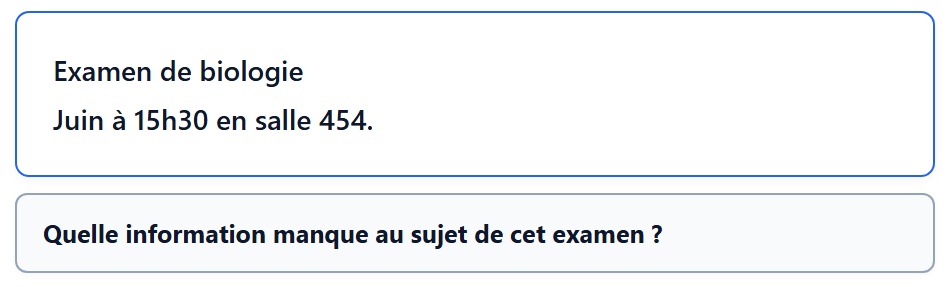 Examen de biologie
Juin à 15h30 en salle 454.
Quelle information manque au sujet de cet examen ?